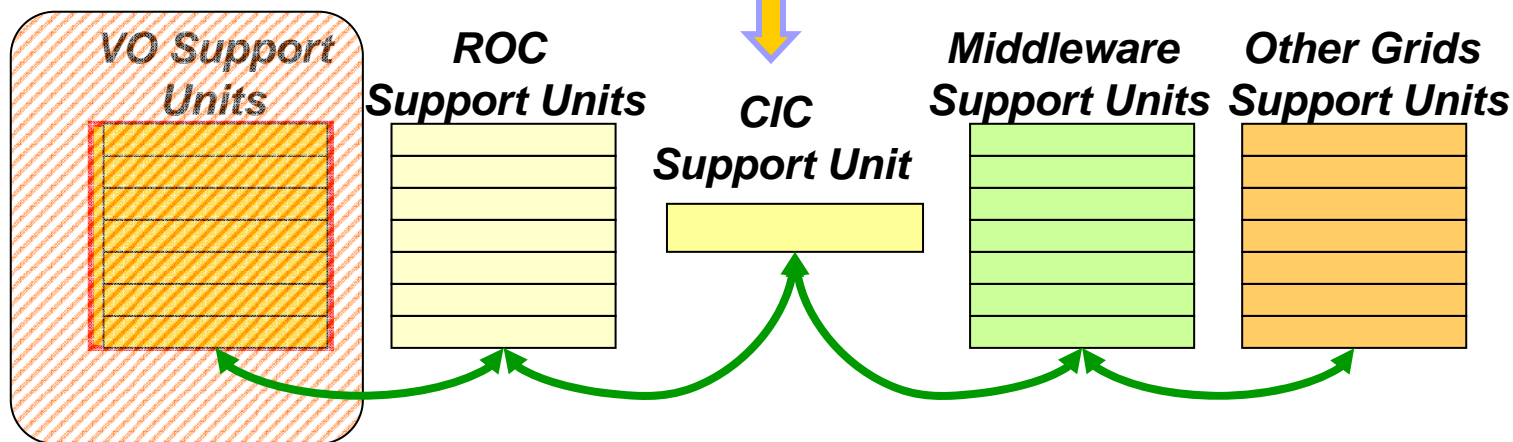 VO Support
Units
ROC
Support Units
CIC
Support Unit
Middleware
Support Units
Other Grids
Support Units